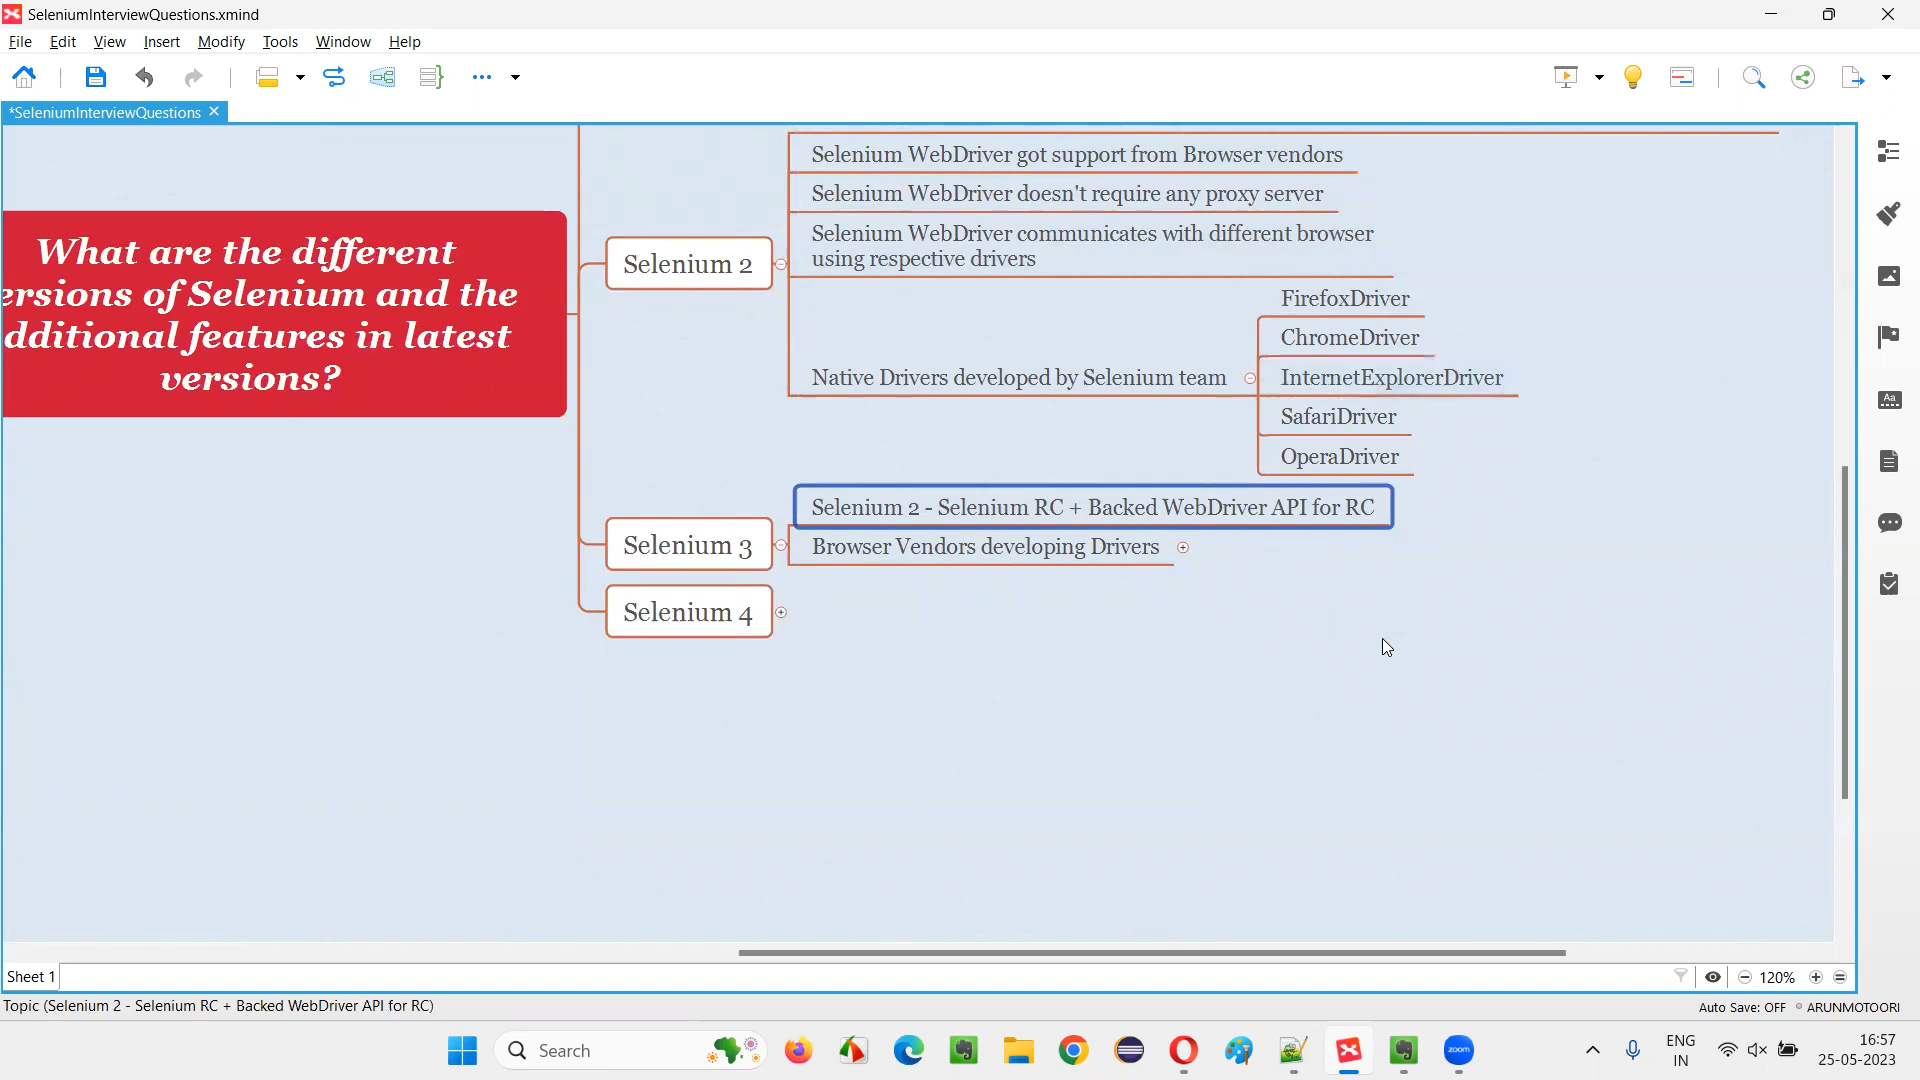 SeleniumInterviewQuestions.xmind
File Edit View Insert Modify Tools Window Help
*SeleniumInterviewQuestions
Selenium WebDriver got support from Browser vendors
Selenium WebDriver doesn't require any proxy server
Selenium WebDriver communicates with different browser
using respective drivers
Selenium 2
What are the different
ersions of Selenium and the
dditional features in latest
versions?
FirefoxDriver
ChromeDriver
Native Drivers developed by Selenium team
InternetExplorerDriver
SafariDriver
OperaDriver
Selenium 2 - Selenium RC + Backed WebDriver API for RC
Selenium 3
Browser Vendors developing Drivers
Selenium 4
Aa
Sheet 1
120%
Topic (Selenium 2 - Selenium RC + Backed WebDriver API for RC)
Auto Save: OFF
ARUNMOTOORI
Search
zoom
ENG
IN
16:57
25-05-2023